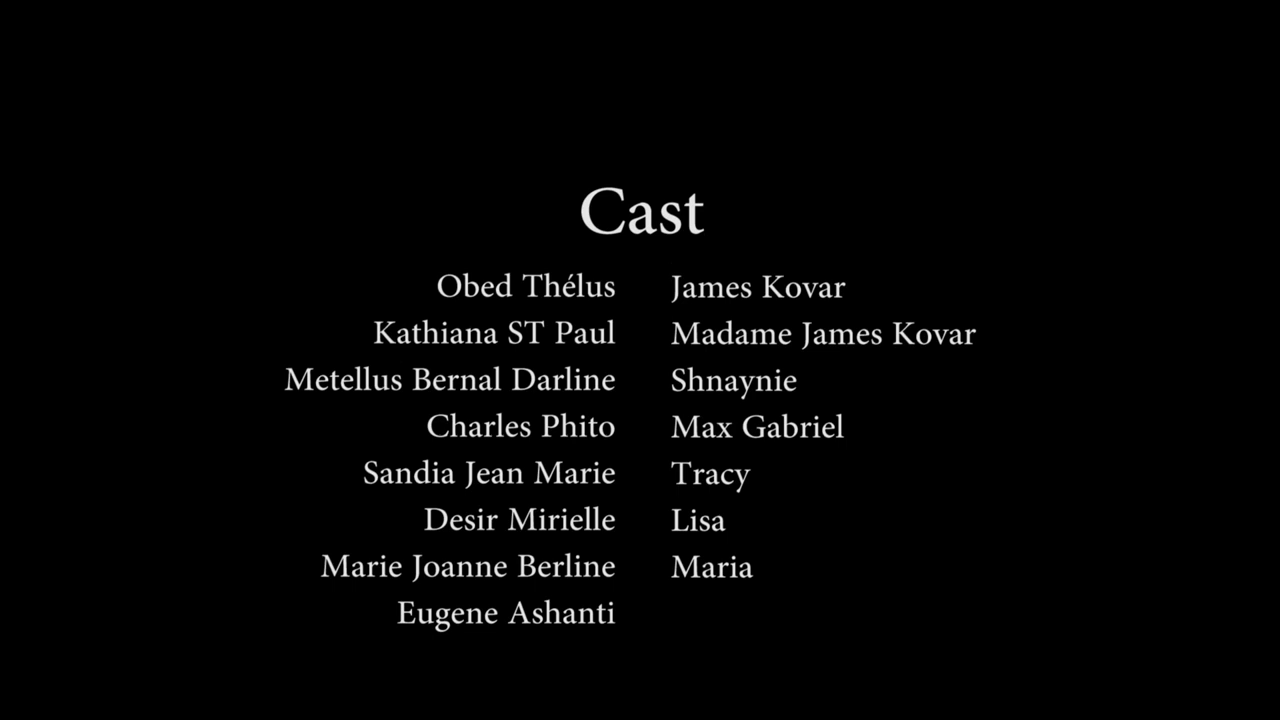 Cast
Obed Thélus James Kovar
Kathiana ST Paul Madame James Kovar
Metellus Bernal Darline Shnaynie
Charles Phito Max Gabriel
Sandia Jean Marie Tracy
Desir Mirielle Lisa
Marie Joanne Berline Maria
Eugene Ashanti